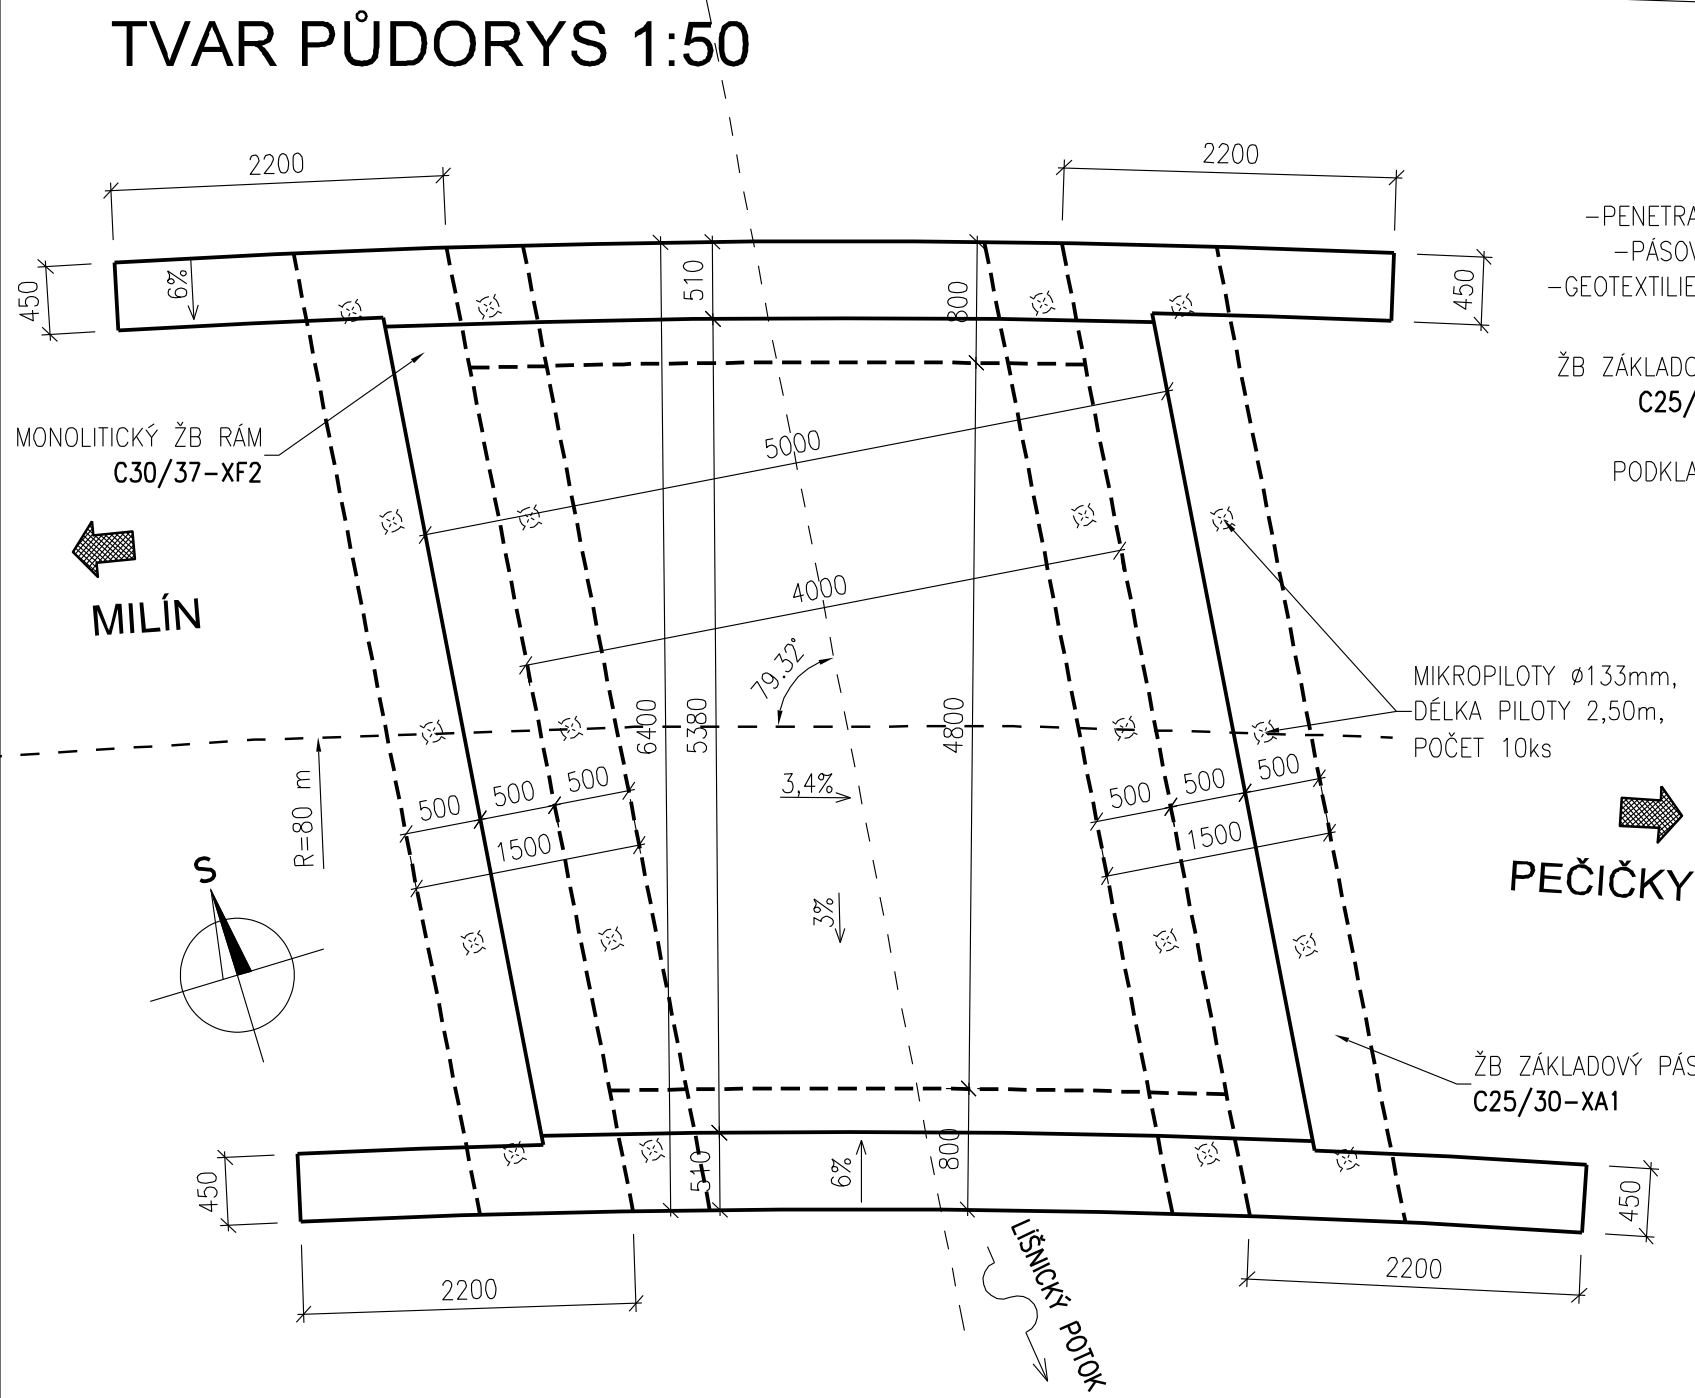 TVAR PŮDORYS 1:50
2200
2200
-PENETRA
-PÁSOV
-GEOTEXTILIE
450
6%
510
800
450
ŽB ZÁKLADO
C25/
MONOLITICKÝ ŽB RÁM
C30/37-XF2
5000
PODKLA
4000
MILÍN
79.32°
MIKROPILOTY ø133mm,
DÉLKA PILOTY 2,50m,
POČET 10ks
6400
5380
4800
R=80 m
500
500
500
1500
3,4%
500
500
500
1500
PEČIČKY
S
3%
ŽB ZÁKLADOVÝ PÁS
C25/30-XA1
450
510
6%
800
450
2200
LÍŠNICKÝ POTOK
2200